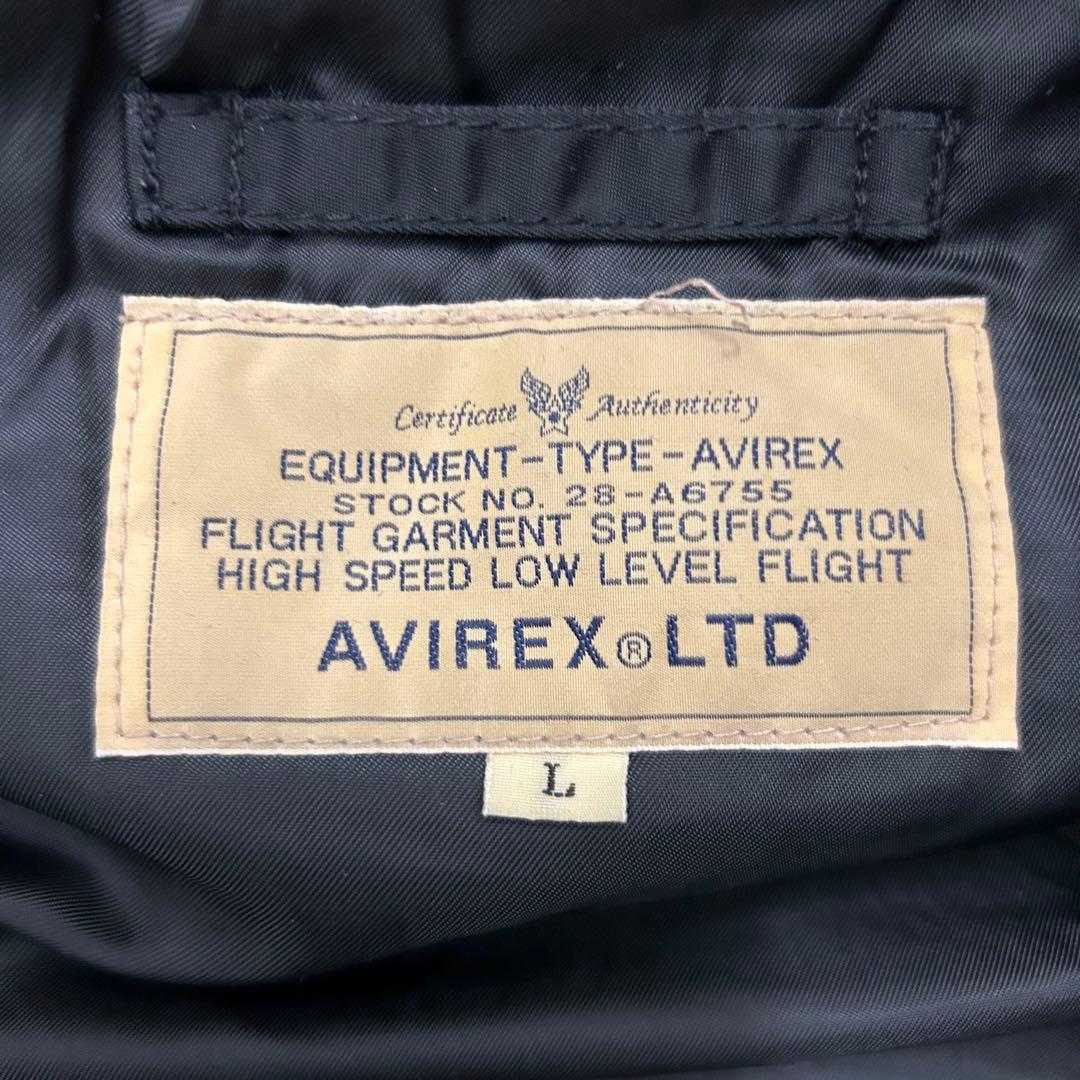 Certificate Authenticity
EQUIPMENT-TYPE-AVIREX
STOCK NO. 28-A6755
FLIGHT GARMENT SPECIFICATION
HIGH SPEED LOW LEVEL FLIGHT
AVIREX®LTD
L